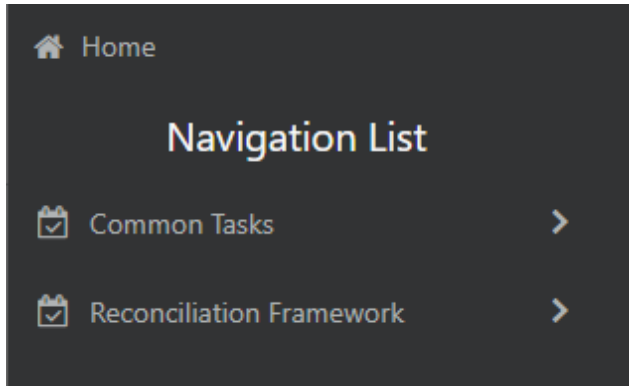 Home
Navigation List
Common Tasks
Reconciliation Framework